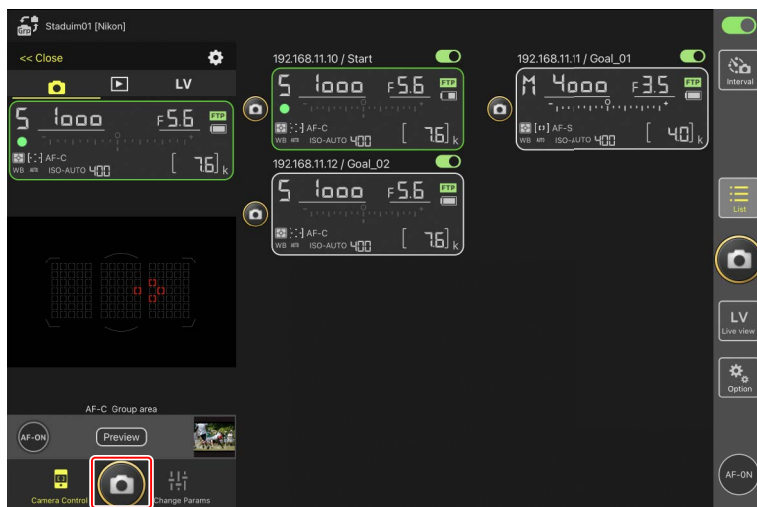 Grp Staduim01 [Nikon]
<< Close
LV
S 1000 F5.6 FTP
AF-C
WB ISO-AUTO 400 [ 7.6] k
192.168.11.10 / Start
S 1000 F5.6 FTP
AF-C
WB ISO-AUTO 400 [ 7.6] k
192.168.11.11 / Goal_01
M 4000 F3.5 FTP
AF-S
WB ISO-AUTO 400 [ 4.0] k
192.168.11.12 / Goal_02
S 1000 F5.6 FTP
AF-C
WB ISO-AUTO 400 [ 7.6] k
AF-C Group area
AF-ON
Preview
Camera Control
Change Params
Interval
List
LV
Live view
Option
AF-ON